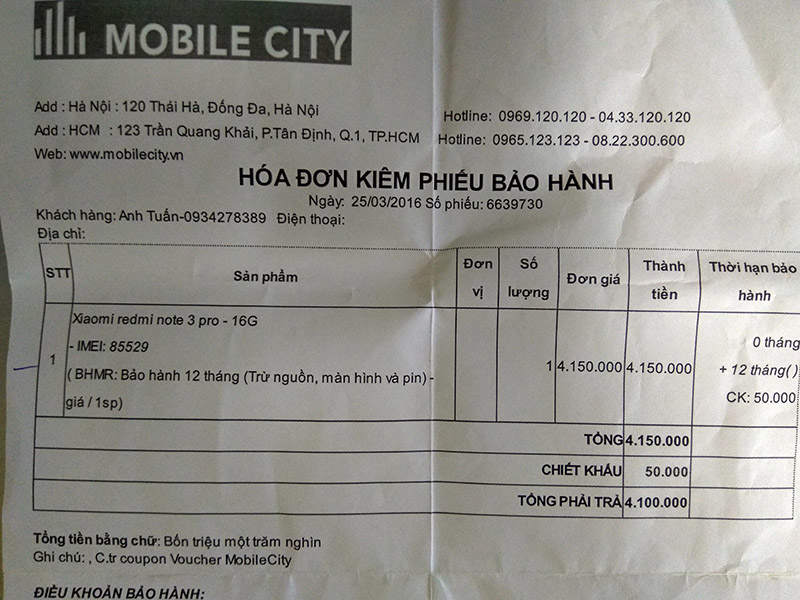 MOBILE CITY
Add : Hà Nội : 120 Thái Hà, Đống Đa, Hà Nội Hotline: 0969.120.120 - 04.33.120.120
Add : HCM : 123 Trần Quang Khải, P.Tân Định, Q.1, TP.HCM Hotline: 0965.123.123 - 08.22.300.600
Web: www.mobilecity.vn
HÓA ĐƠN KIÊM PHIẾU BẢO HÀNH
Ngày: 25/03/2016 Số phiếu: 6639730
Khách hàng: Anh Tuấn-0934278389 Điện thoại:
Địa chỉ:
STT Sản phẩm Đơn vị Số lượng Đơn giá Thành tiền Thời hạn bảo hành
1 Xiaomi redmi note 3 pro - 16G
- IMEI: 85529
( BHMR: Bảo hành 12 tháng (Trừ nguồn, màn hình và pin) -
giá / 1sp)
1 4.150.000 4.150.000
0 tháng
+ 12 tháng( )
CK: 50.000
TỔNG 4.150.000
CHIẾT KHẤU 50.000
TỔNG PHẢI TRẢ 4.100.000
Tổng tiền bằng chữ: Bốn triệu một trăm nghìn
Ghi chú: , C.tr coupon Voucher MobileCity
ĐIỀU KHOẢN BẢO HÀNH: